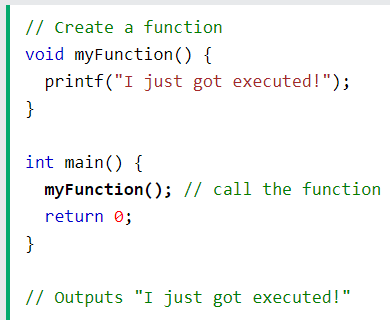 // Create a function
void myFunction() {
  printf("I just got executed!");
}

int main() {
  myFunction(); // call the function
  return 0;
}

// Outputs "I just got executed!"